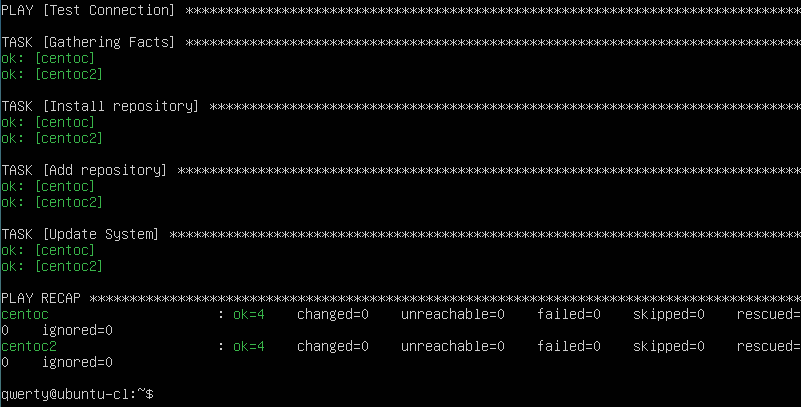 PLAY [Test Connection] ******************************************************************************
TASK [Gathering Facts] ******************************************************************************
ok: [centoc]
ok: [centoc2]
TASK [Install repository] ***************************************************************************
ok: [centoc]
ok: [centoc2]
TASK [Add repository] *******************************************************************************
ok: [centoc]
ok: [centoc2]
TASK [Update System] ********************************************************************************
ok: [centoc]
ok: [centoc2]
PLAY RECAP ******************************************************************************************
centoc                     : ok=4    changed=0    unreachable=0    failed=0    skipped=0    rescued=
0    ignored=0
centoc2                    : ok=4    changed=0    unreachable=0    failed=0    skipped=0    rescued=
0    ignored=0
qwerty@ubuntu-cl:~$